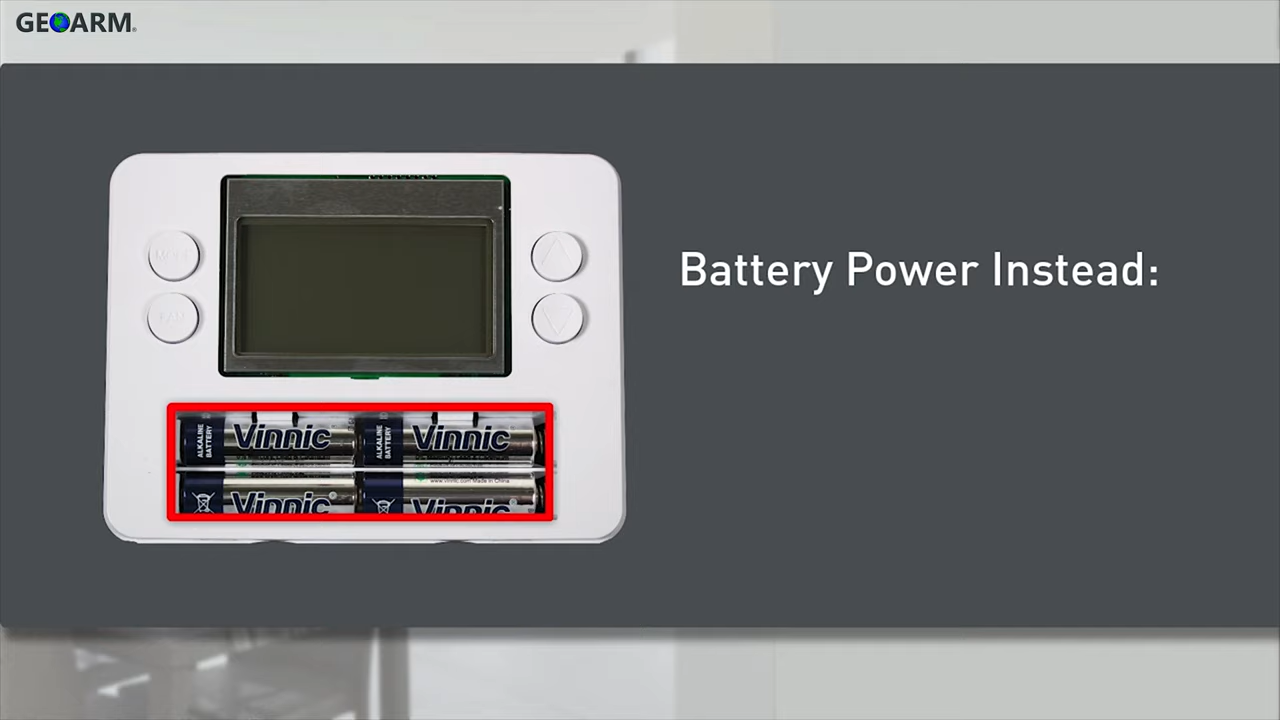 GEOARM
Battery Power Instead:
MODE
FAN
ALKALINE
BATTERY
Vinnic
ALKALINE
BATTERY
Vinnic
www.vinnic.com Made in China
Vinnic
Vinnic